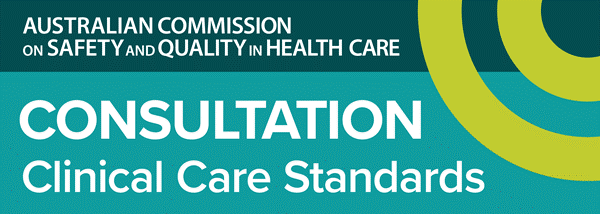 AUSTRALIAN COMMISSION
ON SAFETY AND QUALITY IN HEALTH CARE
CONSULTATION
Clinical Care Standards